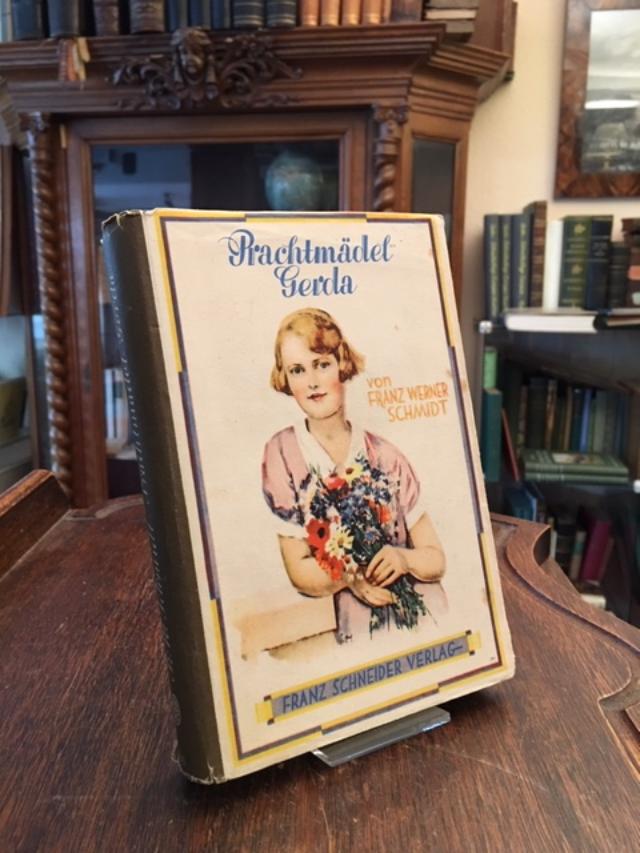 Prachtmädel
Gerda
von
FRANZ WERNER
SCHMIDT
FRANZ SCHNEIDER VERLAG